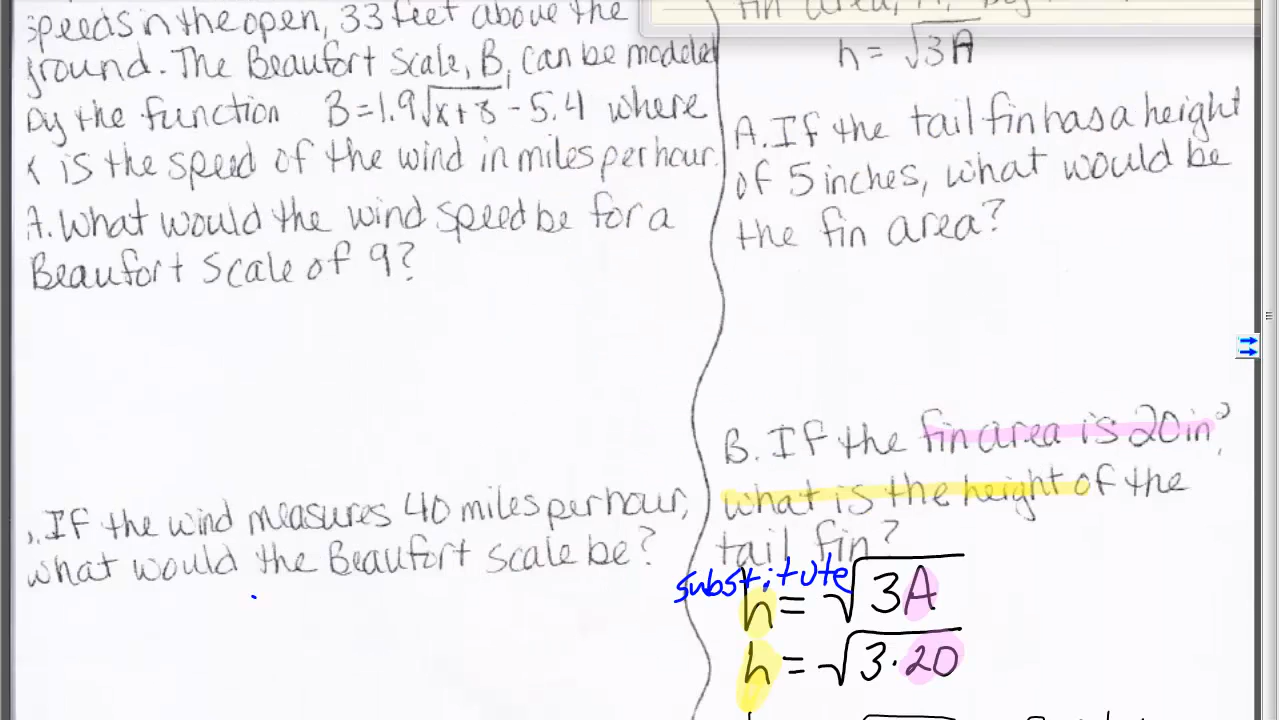 speeds in the open, 33 feet above the
ground. The Beaufort Scale, B, can be modeled
by the function B=1.9√x+3 - 5.4 where
x is the speed of the wind in miles per hour.
A. What would the wind speed be for a
Beaufort Scale of 9?
. If the wind measures 40 miles per hour,
what would the Beaufort scale be?
fin area, A,
h = √3A
A. If the tail fin has a height
of 5 inches, what would be
the fin area?
B. If the fin area is 20 in²,
what is the height of the
tail fin?
substitute
h = √3A
h = √3·20